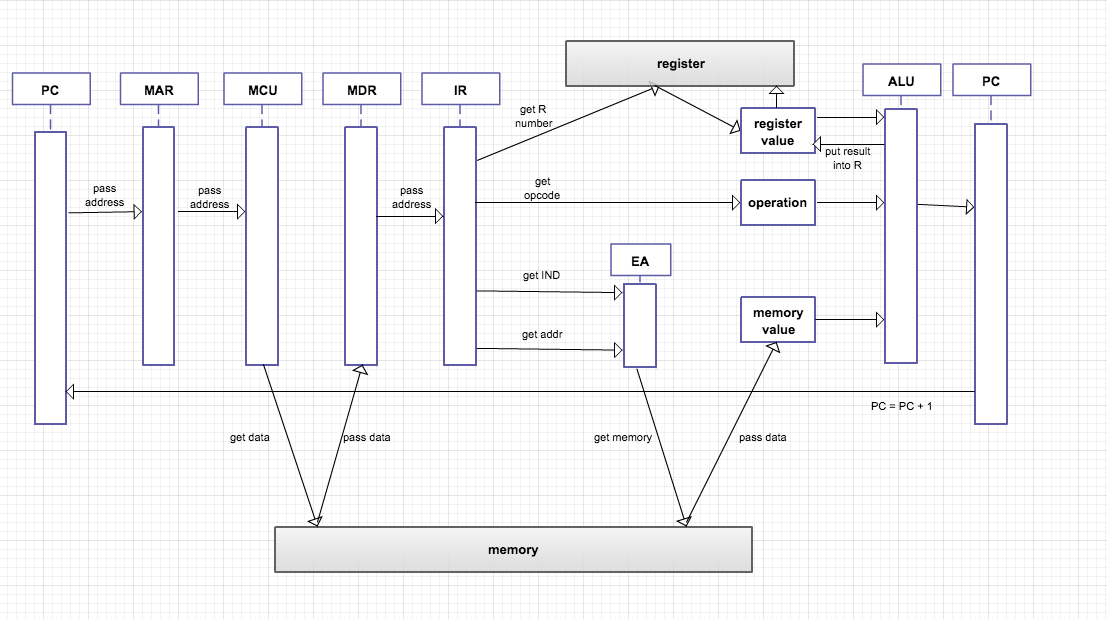 register
PC
MAR
MCU
MDR
IR
ALU
PC
get R
number
register
value
put result
into R
pass
address
pass
address
pass
address
get
opcode
operation
EA
get IND
get addr
memory
value
PC = PC + 1
get data
pass data
get memory
pass data
memory